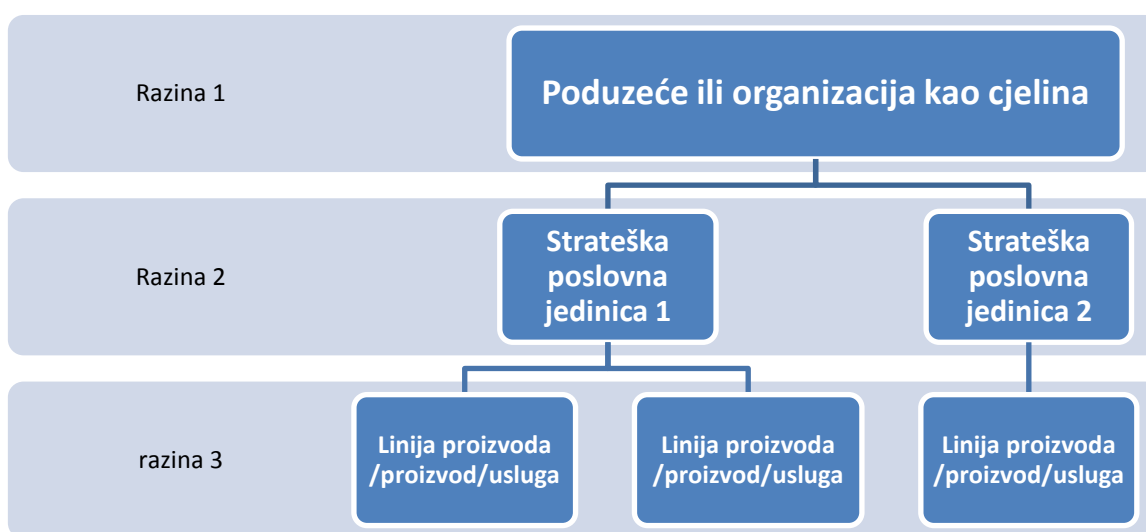 Razina 1
Poduzeće ili organizacija kao cjelina
Razina 2
Strateška
poslovna
jedinica 1
Strateška
poslovna
jedinica 2
razina 3
Linija proizvoda
/proizvod/usluga
Linija proizvoda
/proizvod/usluga
Linija proizvoda
/proizvod/usluga